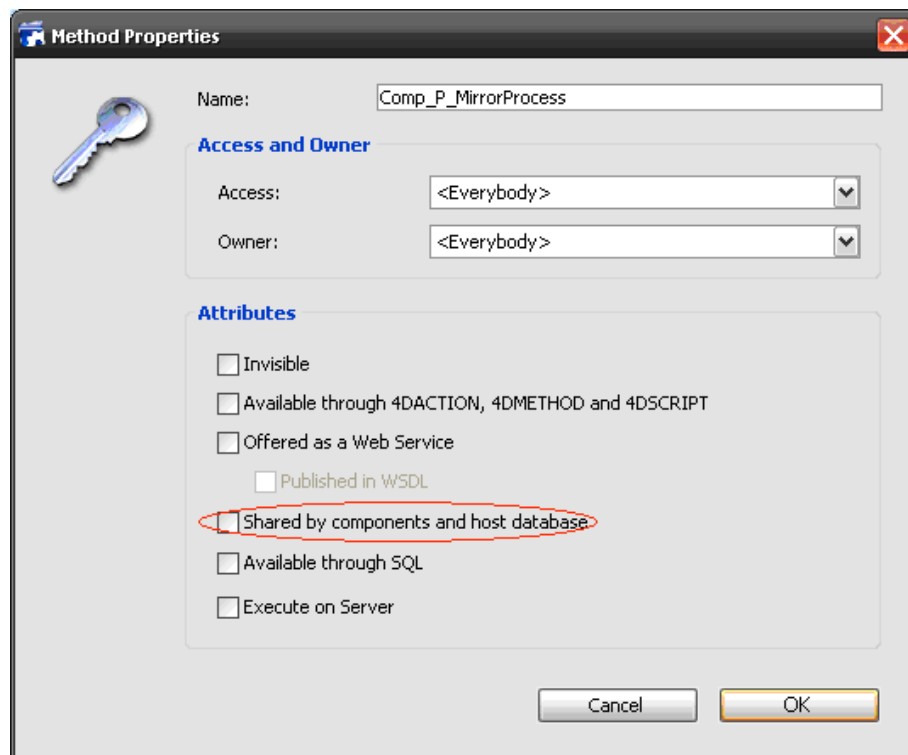 Method Properties
Name: Comp_P_MirrorProcess
Access and Owner
Access: <Everybody>
Owner: <Everybody>
Attributes
Invisible
Available through 4DACTION, 4DMETHOD and 4DSCRIPT
Offered as a Web Service
Published in WSDL
Shared by components and host database
Available through SQL
Execute on Server
Cancel OK